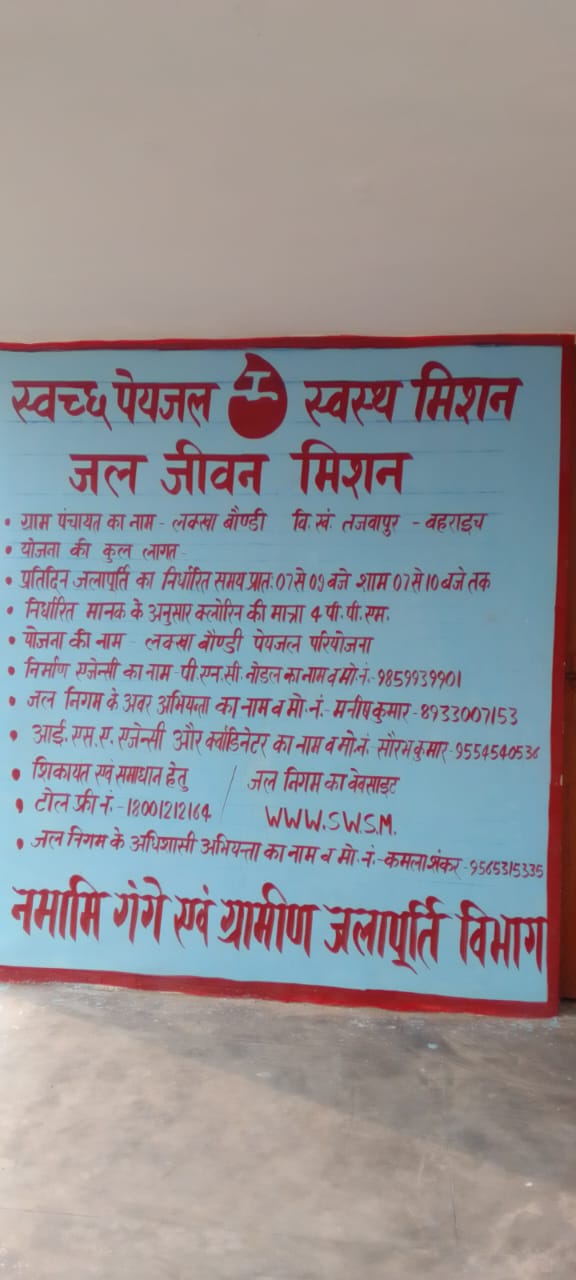 स्वच्छ पेयजल स्वस्थ मिशन
जल जीवन मिशन
• ग्राम पंचायत का नाम - लक्खा बौण्डी वि.खं. तजवापुर - बहराइच
• योजना की कुल लागत -
• प्रतिदिन जलापूर्ति का निर्धारित समय प्रातः 07 से 09 बजे शाम 07 से 10 बजे तक
• निर्धारित मानक के अनुसार क्लोरिन की मात्रा 4 पी.पी.एम.
• योजना का नाम - लक्खा बौण्डी पेयजल परियोजना
• निर्माण एजेन्सी का नाम - पी.एन.सी. नोडल का नाम व मो.नं.- 9859939901
• जल निगम के अवर अभियन्ता का नाम व मो.नं.- मनीष कुमार - 8933007153
• आई.एस.ए. एजेन्सी और क्वांडिनेटर का नाम व मो.नं. सौरभ कुमार - 9554540536
• शिकायत एवं समाधान हेतु / जल निगम का वेबसाइट
• टोल फ्री नं.- 18001212164 WWW.S.W.S.M.
• जल निगम के अधिशासी अभियन्ता का नाम व मो.नं.- कमला शंकर - 9565315335
नमामि गंगे एवं ग्रामीण जलापूर्ति विभाग